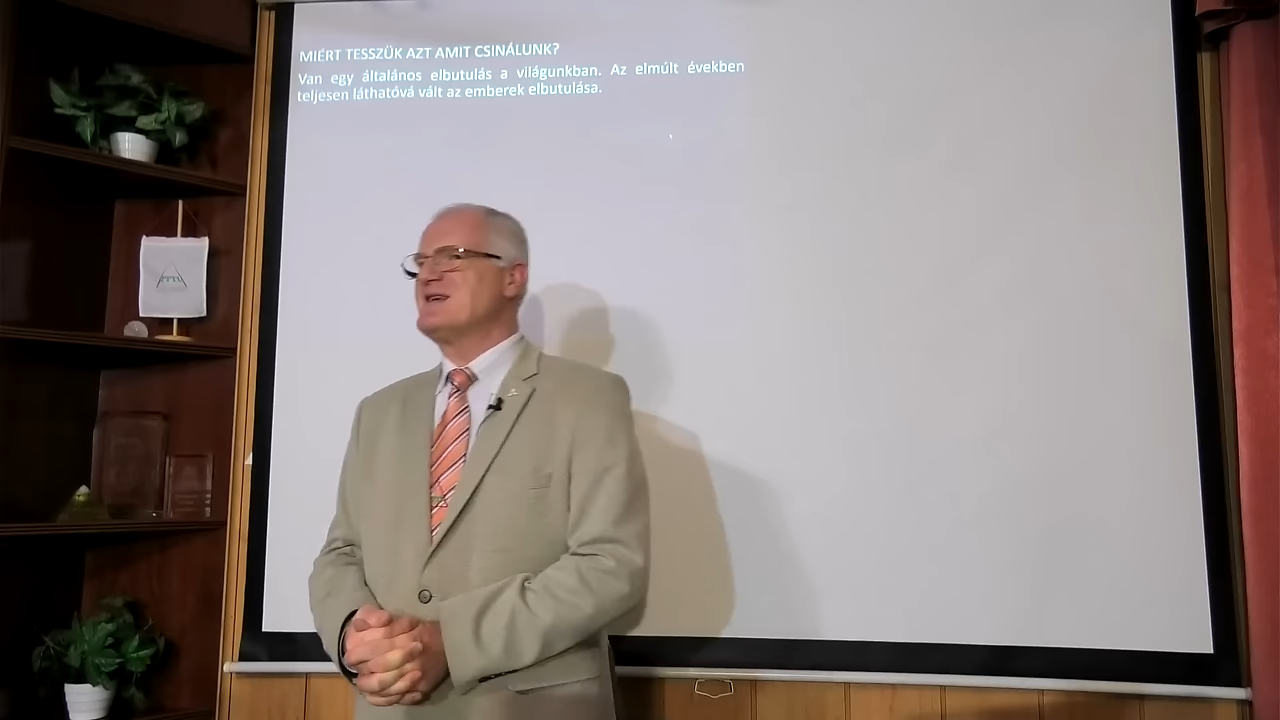 MIÉRT TESSZÜK AZT AMIT CSINÁLUNK?
Van egy általános elbutulás a világunkban. Az elmúlt években
teljesen láthatóvá vált az emberek elbutulása.